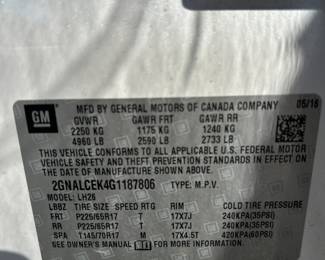 GM MFD BY GENERAL MOTORS OF CANADA COMPANY 05/16
GVWR GAWR FRT GAWR RR
2250 KG 1175 KG 1240 KG
4960 LB 2590 LB 2733 LB
THIS VEHICLE CONFORMS TO ALL APPLICABLE U.S. FEDERAL MOTOR
VEHICLE SAFETY AND THEFT PREVENTION STANDARDS IN EFFECT ON
THE DATE OF MANUFACTURE SHOWN ABOVE.
2GNALCEK4G1187806 TYPE: M.P.V.
MODEL: LH26
LBBZ TIRE SIZE SPEED RTG RIM COLD TIRE PRESSURE
FRT P225/65R17 T 17X7J 240KPA(35PSI)
RR P225/65R17 T 17X7J 240KPA(35PSI)
SPA T145/70R17 M 17X4.5T 420KPA(60PSI)
SEE OWNER'S MANUAL FOR MORE INFORMATION.